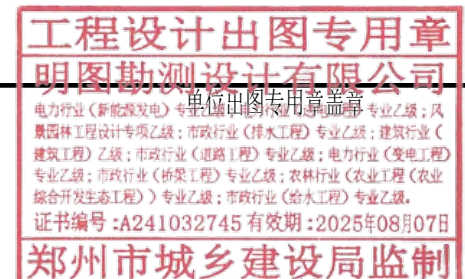 工程设计出图专用章
明图勘测设计有限公司
单位出图专用章盖章
电力行业（新能源发电）专业乙级；专业乙级；风
景园林工程设计专项乙级；市政行业（排水工程）专业乙级；建筑行业（
建筑工程）乙级；市政行业（道路工程）专业乙级；电力行业（变电工程）
专业乙级；市政行业（桥梁工程）专业乙级；农林行业（农业工程（农业
综合开发生态工程））专业乙级；市政行业（给水工程）专业乙级。
证书编号:A241032745 有效期:2025年08月07日
郑州市城乡建设局监制